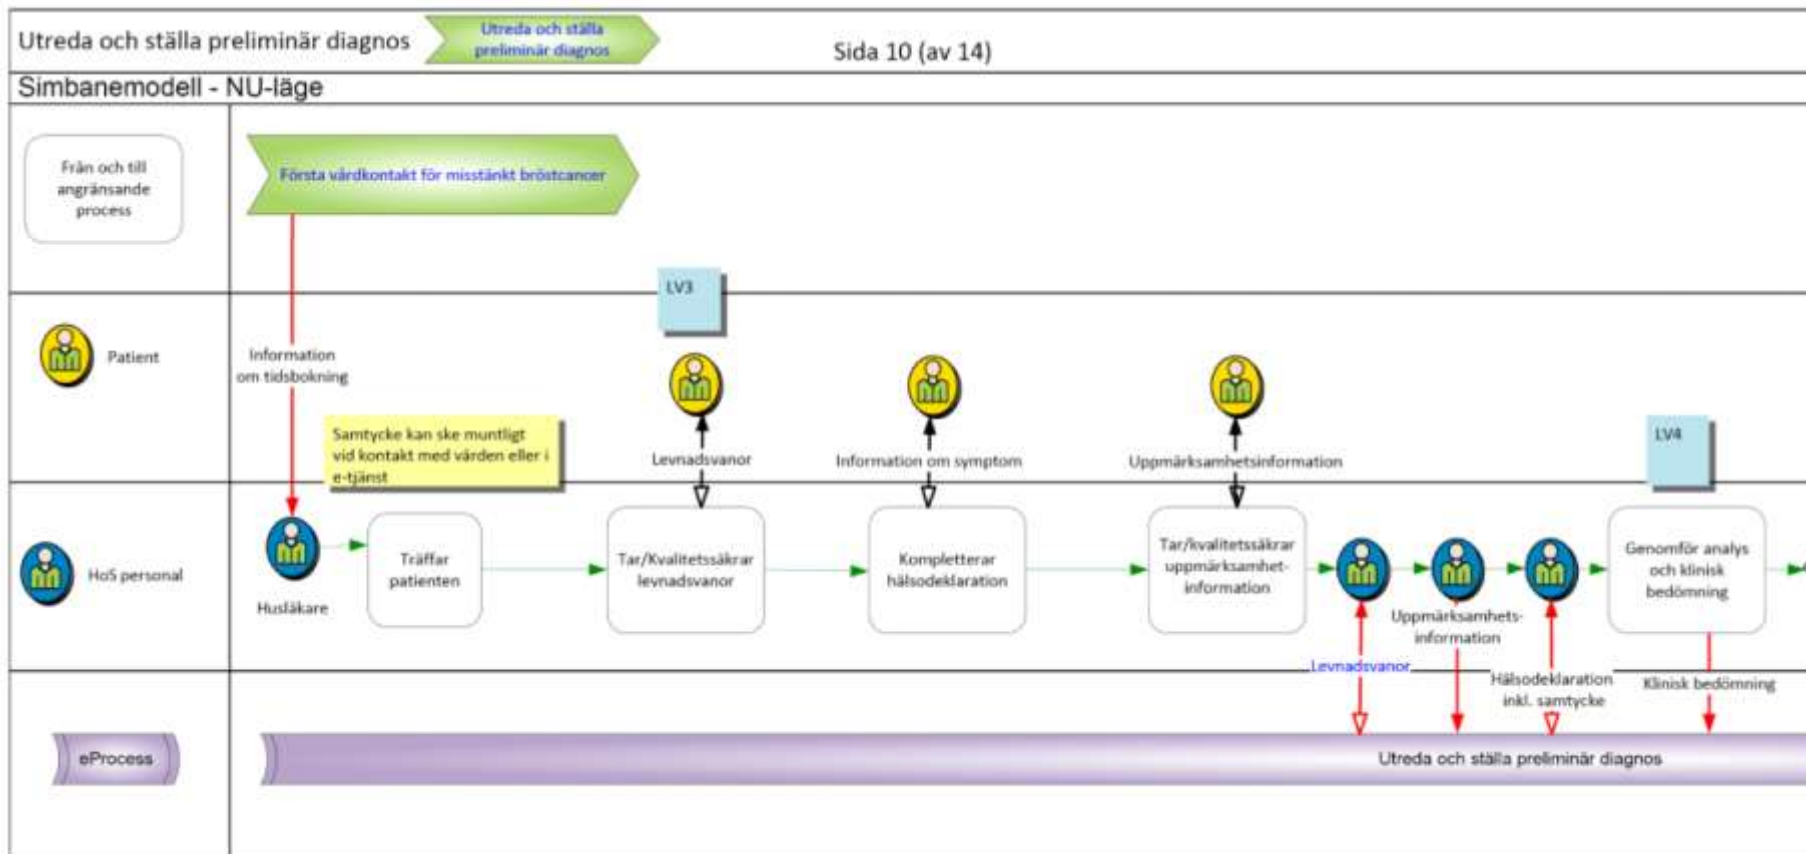 Utreda och ställa preliminär diagnos
Utreda och ställa
preliminär diagnos
Sida 10 (av 14)
Simbanemodell - NU-läge
Från och till
angränsande
process
Första vårdkontakt för misstänkt bröstcancer
LV3
Patient
Information
om tidsbokning
Samtycke kan ske muntligt
vid kontakt med vården eller i
e-tjänst
Levnadsvanor
Information om symptom
Uppmärksamhetsinformation
LV4
HoS personal
Husläkare
Träffar
patienten
Tar/Kvalitetssäkrar
levnadsvanor
Kompletterar
hälsodeklaration
Tar/kvalitetssäkrar
uppmärksamhet-
information
Genomför analys
och klinisk
bedömning
Levnadsvanor
Uppmärksamhets-
information
Hälsodeklaration
inkl. samtycke
Klinisk bedömning
eProcess
Utreda och ställa preliminär diagnos